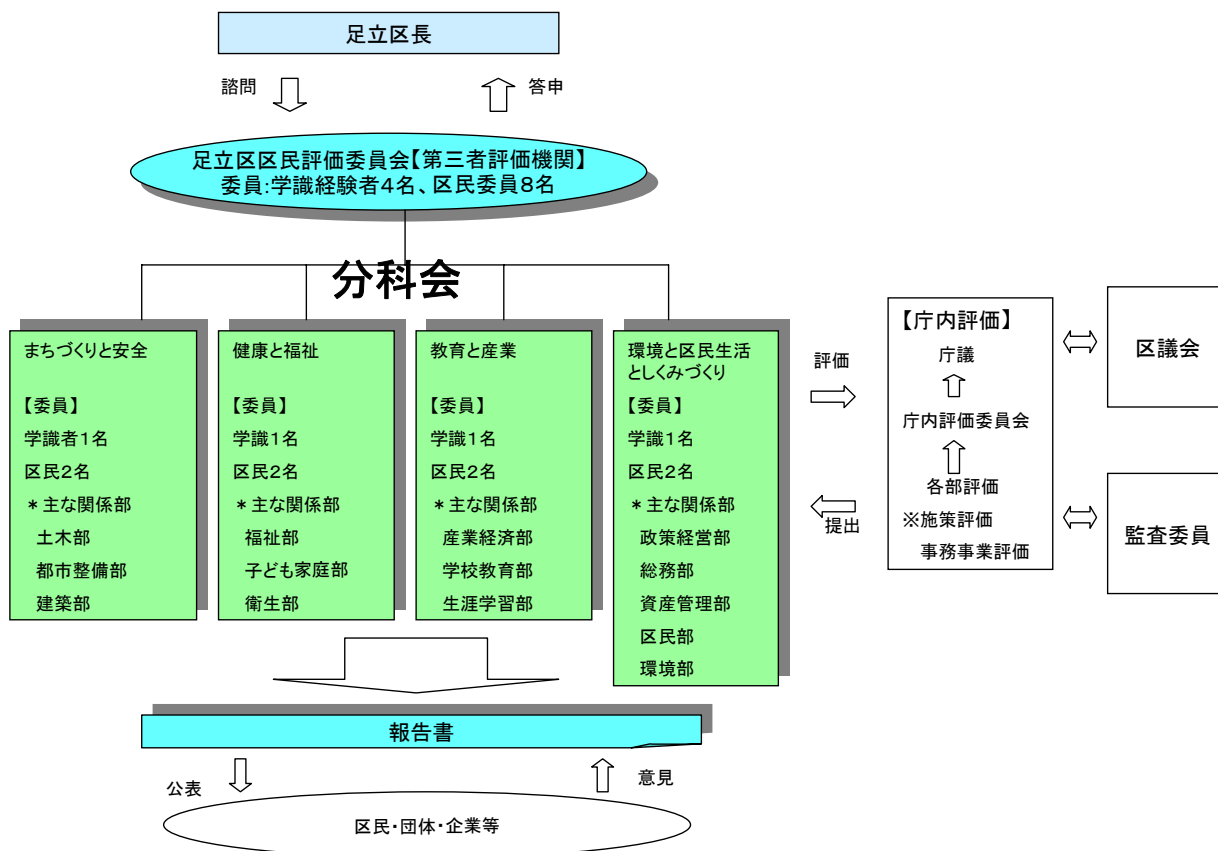 足立区長
諮問
答申
足立区区民評価委員会【第三者評価機関】
委員:学識経験者4名、区民委員8名
分科会
まちづくりと安全
【委員】
学識者1名
区民2名
*主な関係部
土木部
都市整備部
建築部
健康と福祉
【委員】
学識1名
区民2名
*主な関係部
福祉部
子ども家庭部
衛生部
教育と産業
【委員】
学識1名
区民2名
*主な関係部
産業経済部
学校教育部
生涯学習部
環境と区民生活
としくみづくり
【委員】
学識1名
区民2名
*主な関係部
政策経営部
総務部
資産管理部
区民部
環境部
評価
提出
【庁内評価】
庁議
庁内評価委員会
各部評価
※施策評価
事務事業評価
区議会
監査委員
報告書
公表
意見
区民・団体・企業等